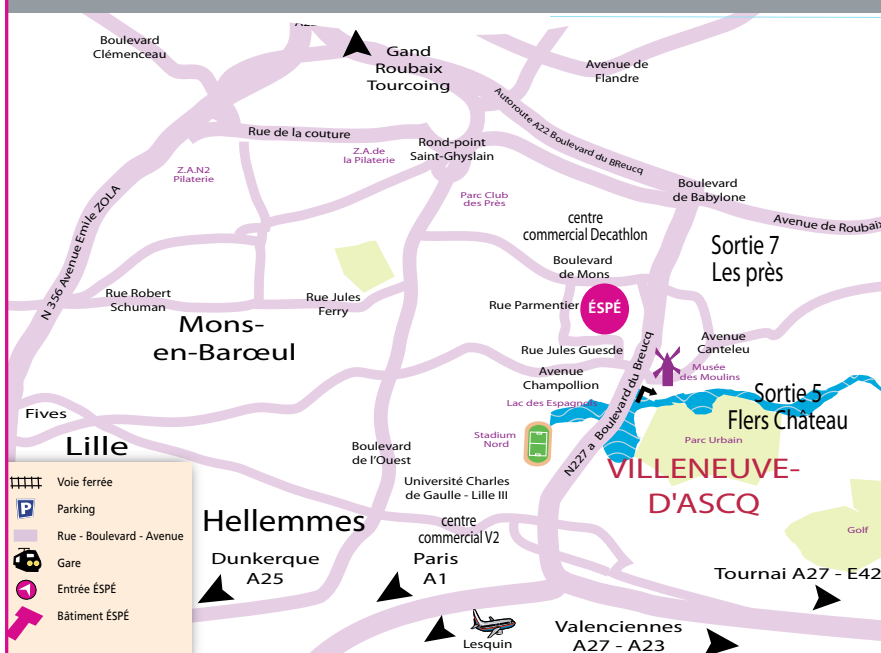 A22
Boulevard
Clémenceau
Gand
Roubaix
Tourcoing
Avenue de
Flandre
Autoroute A22 Boulevard du BReucq
Rue de la couture
Z.A.de
la Pilaterie
Rond-point
Saint-Ghyslain
Z.A.N2
Pilaterie
Parc Club
des Près
Boulevard
de Babylone
Avenue de Roubaix
N 356 Avenue Emile ZOLA
centre
commercial Decathlon
Sortie 7
Les près
Boulevard
de Mons
Rue Robert
Schuman
Rue Jules
Ferry
Rue Parmentier
ÉSPÉ
Mons-
en-Barœul
Rue Jules Guesde
Avenue
Canteleu
Musée
des Moulins
Avenue
Champollion
N227 a Boulevard du Breucq
Lac des Espagnols
Sortie 5
Flers Château
Fives
Lille
Stadium
Nord
Parc Urbain
Boulevard
de l'Ouest
VILLENEUVE-
D'ASCQ
Université Charles
de Gaulle - Lille III
Hellemmes
centre
commercial V2
Golf
Dunkerque
A25
Paris
A1
Tournai A27 - E42
Lesquin
Valenciennes
A27 - A23
Voie ferrée
P
Parking
Rue - Boulevard - Avenue
Gare
Entrée ÉSPÉ
Bâtiment ÉSPÉ